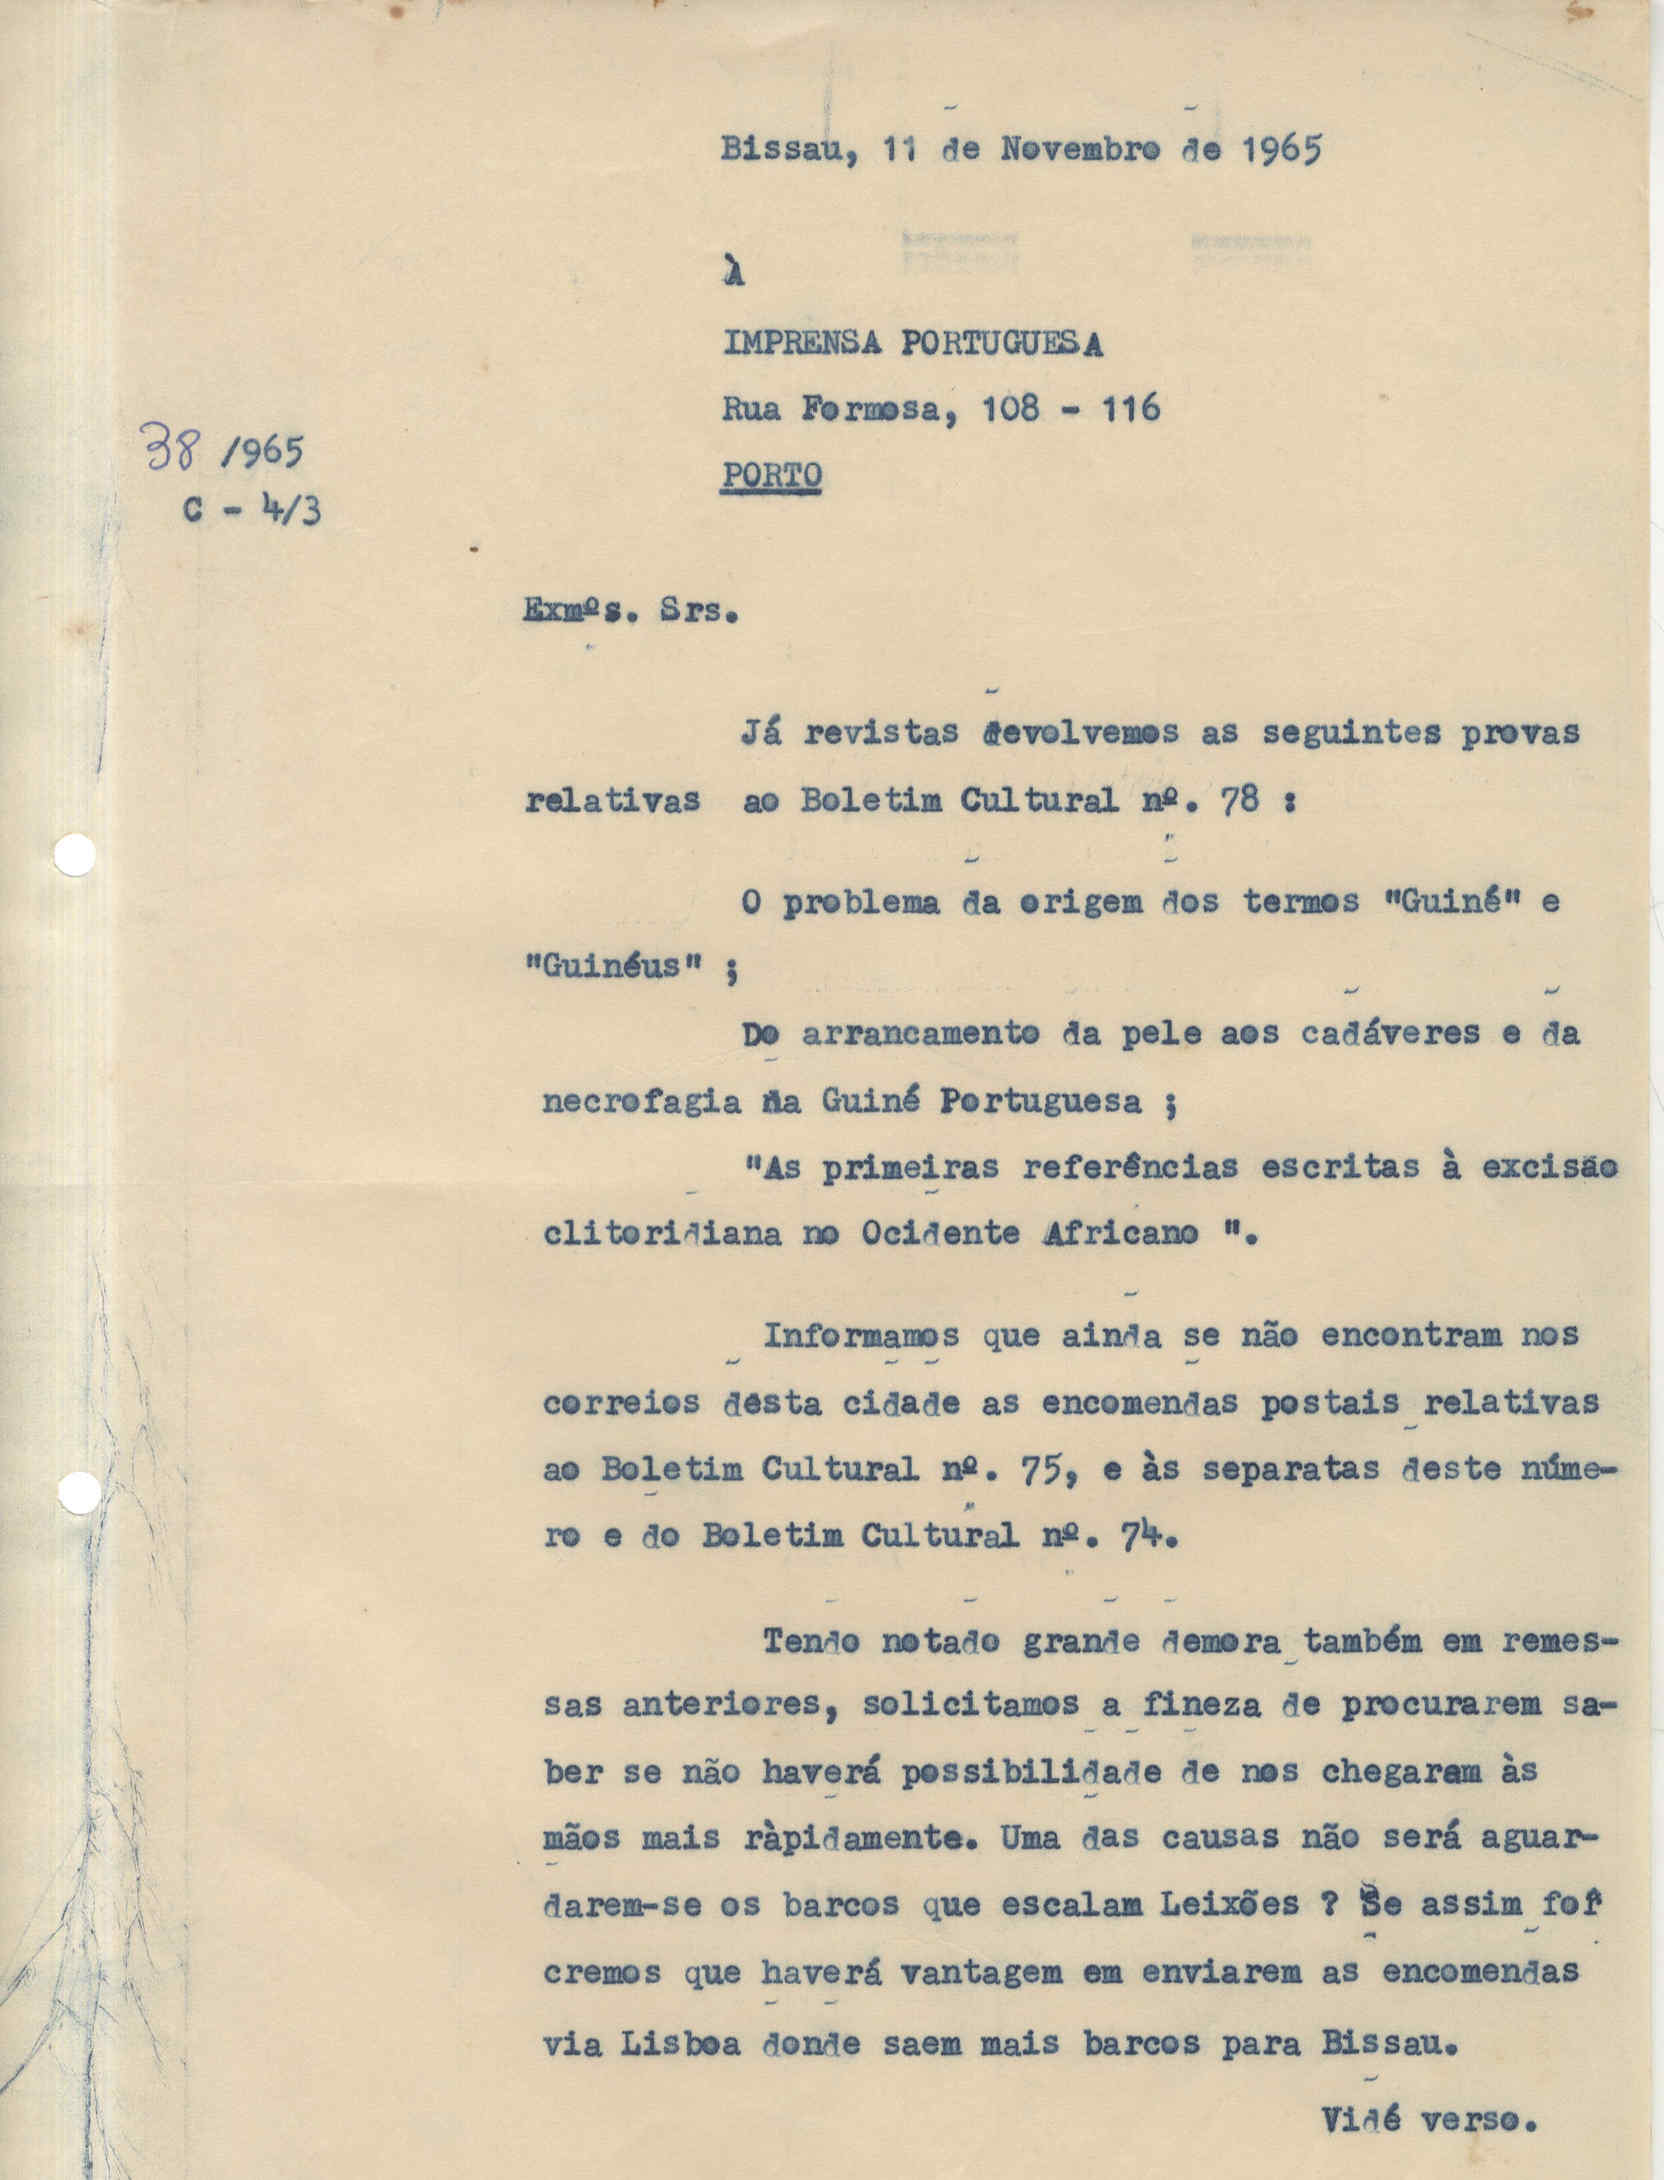 Bissau, 11 de Novembro de 1965
À
IMPRENSA PORTUGUESA
Rua Formosa, 108 - 116
PORTO
38 /965
C - 4/3
Exmºs. Srs.
Já revistas devolvemos as seguintes provas
relativas ao Boletim Cultural nº. 78 :
O problema da origem dos termos "Guiné" e
"Guinéus" ;
Do arrancamento da pele aos cadáveres e da
necrofagia na Guiné Portuguesa ;
"As primeiras referências escritas à excisão
clitoridiana no Ocidente Africano ".
Informamos que ainda se não encontram nos
correios desta cidade as encomendas postais relativas
ao Boletim Cultural nº. 75, e às separatas deste núme-
ro e do Boletim Cultural nº. 74.
Tendo notado grande demora também em remes-
sas anteriores, solicitamos a fineza de procurarem sa-
ber se não haverá possibilidade de nos chegarem às
mãos mais ràpidamente. Uma das causas não será aguar-
darem-se os barcos que escalam Leixões ? Se assim for
cremos que haverá vantagem em enviarem as encomendas
via Lisboa donde saem mais barcos para Bissau.
Vidé verso.